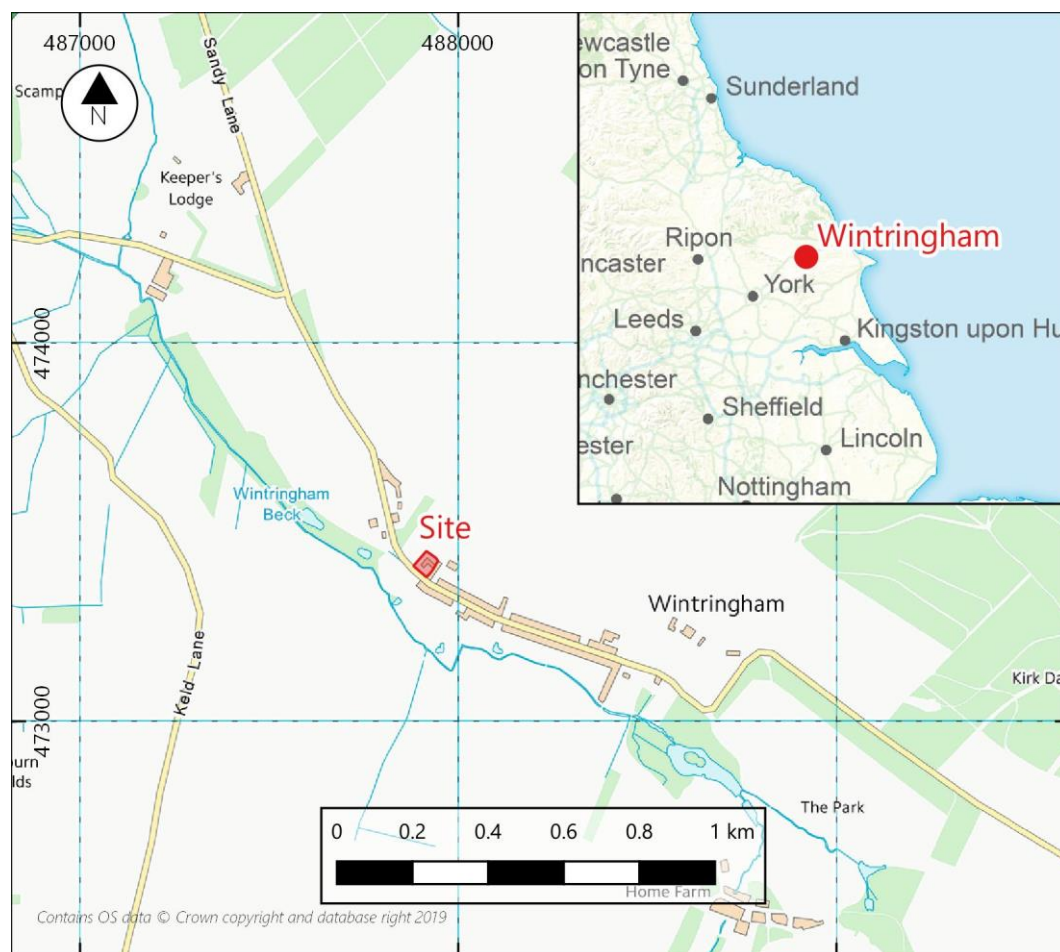 487000
488000
Sandy Lane
Scamp
N
Keeper's
Lodge
474000
Wintringham
Beck
Site
Wintringham
Keld Lane
Kirk Da
473000
urn
lds
The Park
0 0.2 0.4 0.6 0.8 1 km
Home Farm
Contains OS data © Crown copyright and database right 2019
ewcastle
on Tyne
Sunderland
Ripon
Wintringham
ncaster
York
Leeds
Kingston upon Hu
nchester
Sheffield
ester
Lincoln
Nottingham